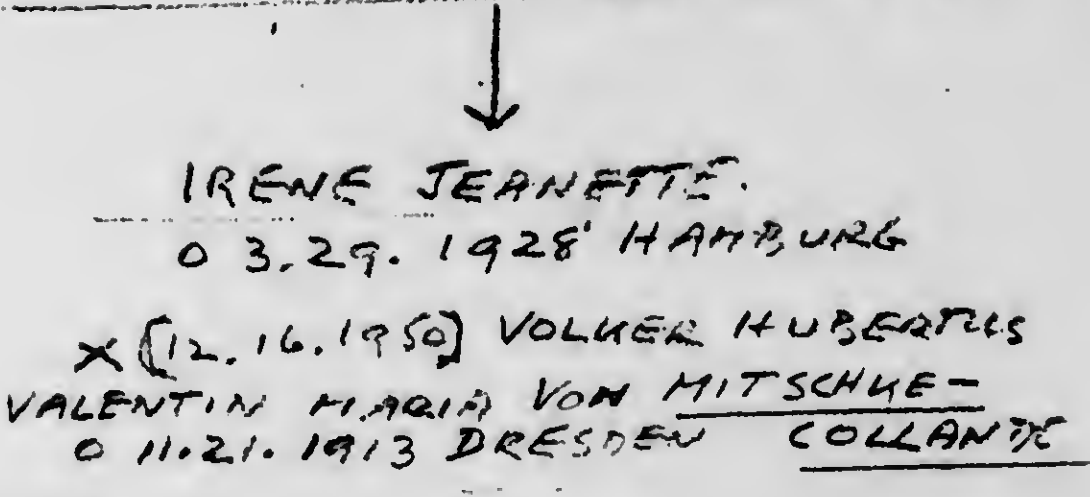 IRENE JEANETTE.
O 3.29. 1928 HAMBURG
X (12.16.1950) VOLKER HUBERTUS
VALENTIN MARIA VON MITSCHKE-
O 11.21.1913 DRESDEN COLLANDE